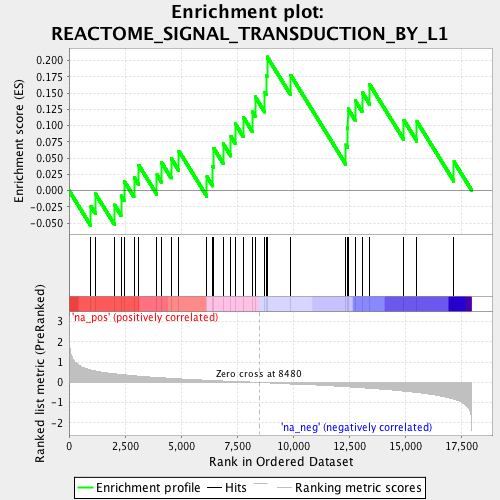 Enrichment plot:
REACTOME_SIGNAL_TRANSDUCTION_BY_L1
Enrichment score (ES)
0.200
0.175
0.150
0.125
0.100
0.075
0.050
0.025
0.000
-0.025
-0.050
'na_pos' (positively correlated)
Ranked list metric (PreRanked)
3
2
1
0
-1
-2
Zero cross at 8480
'na_neg' (negatively correlated)
0
2,500
5,000
7,500
10,000
12,500
15,000
17,500
Rank in Ordered Dataset
Enrichment profile
Hits
Ranking metric scores